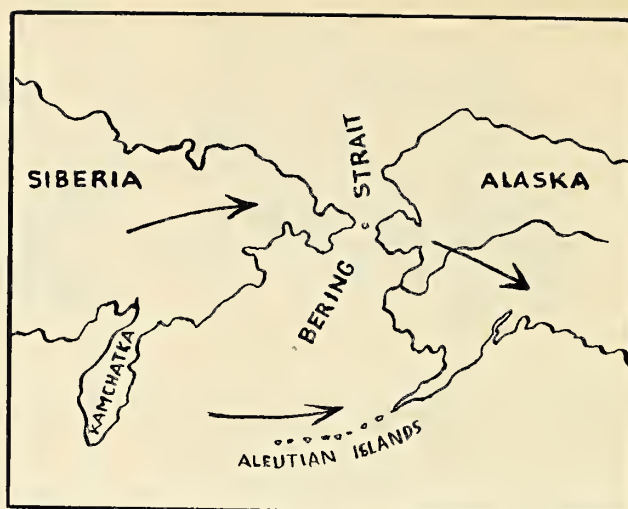 SIBERIA
BERING STRAIT
ALASKA
KAMCHATKA
ALEUTIAN ISLANDS